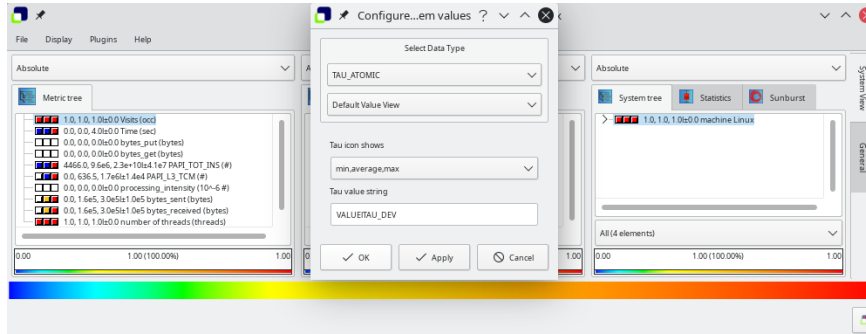 Configure...em values
File Display Plugins Help
Absolute
Metric tree
1.0, 1.0, 1.0±0.0 Visits (occ)
0.0, 0.0, 4.0±0.0 Time (sec)
0.0, 0.0, 0.0±0.0 bytes_put (bytes)
0.0, 0.0, 0.0±0.0 bytes_get (bytes)
4466.0, 9.6e6, 2.3e+10±4.1e7 PAPI_TOT_INS (#)
0.0, 636.5, 1.7e6±1.4e4 PAPI_L3_TCM (#)
0.0, 0.0, 0.0±0.0 processing_intensity (10^-6 #)
0.0, 1.6e5, 3.0e5±1.0e5 bytes_sent (bytes)
0.0, 1.6e5, 3.0e5±1.0e5 bytes_received (bytes)
1.0, 1.0, 1.0±0.0 number of threads (threads)
0.00 1.00 (100.00%) 1.00
Select Data Type
TAU_ATOMIC
Default Value View
Tau icon shows
min,average,max
Tau value string
VALUE±TAU_DEV
OK Apply Cancel
1.00
Absolute
System tree Statistics Sunburst
1.0, 1.0, 1.0±0.0 machine Linux
All (4 elements)
0.00 1.00 (100.00%) 1.00
System View
General